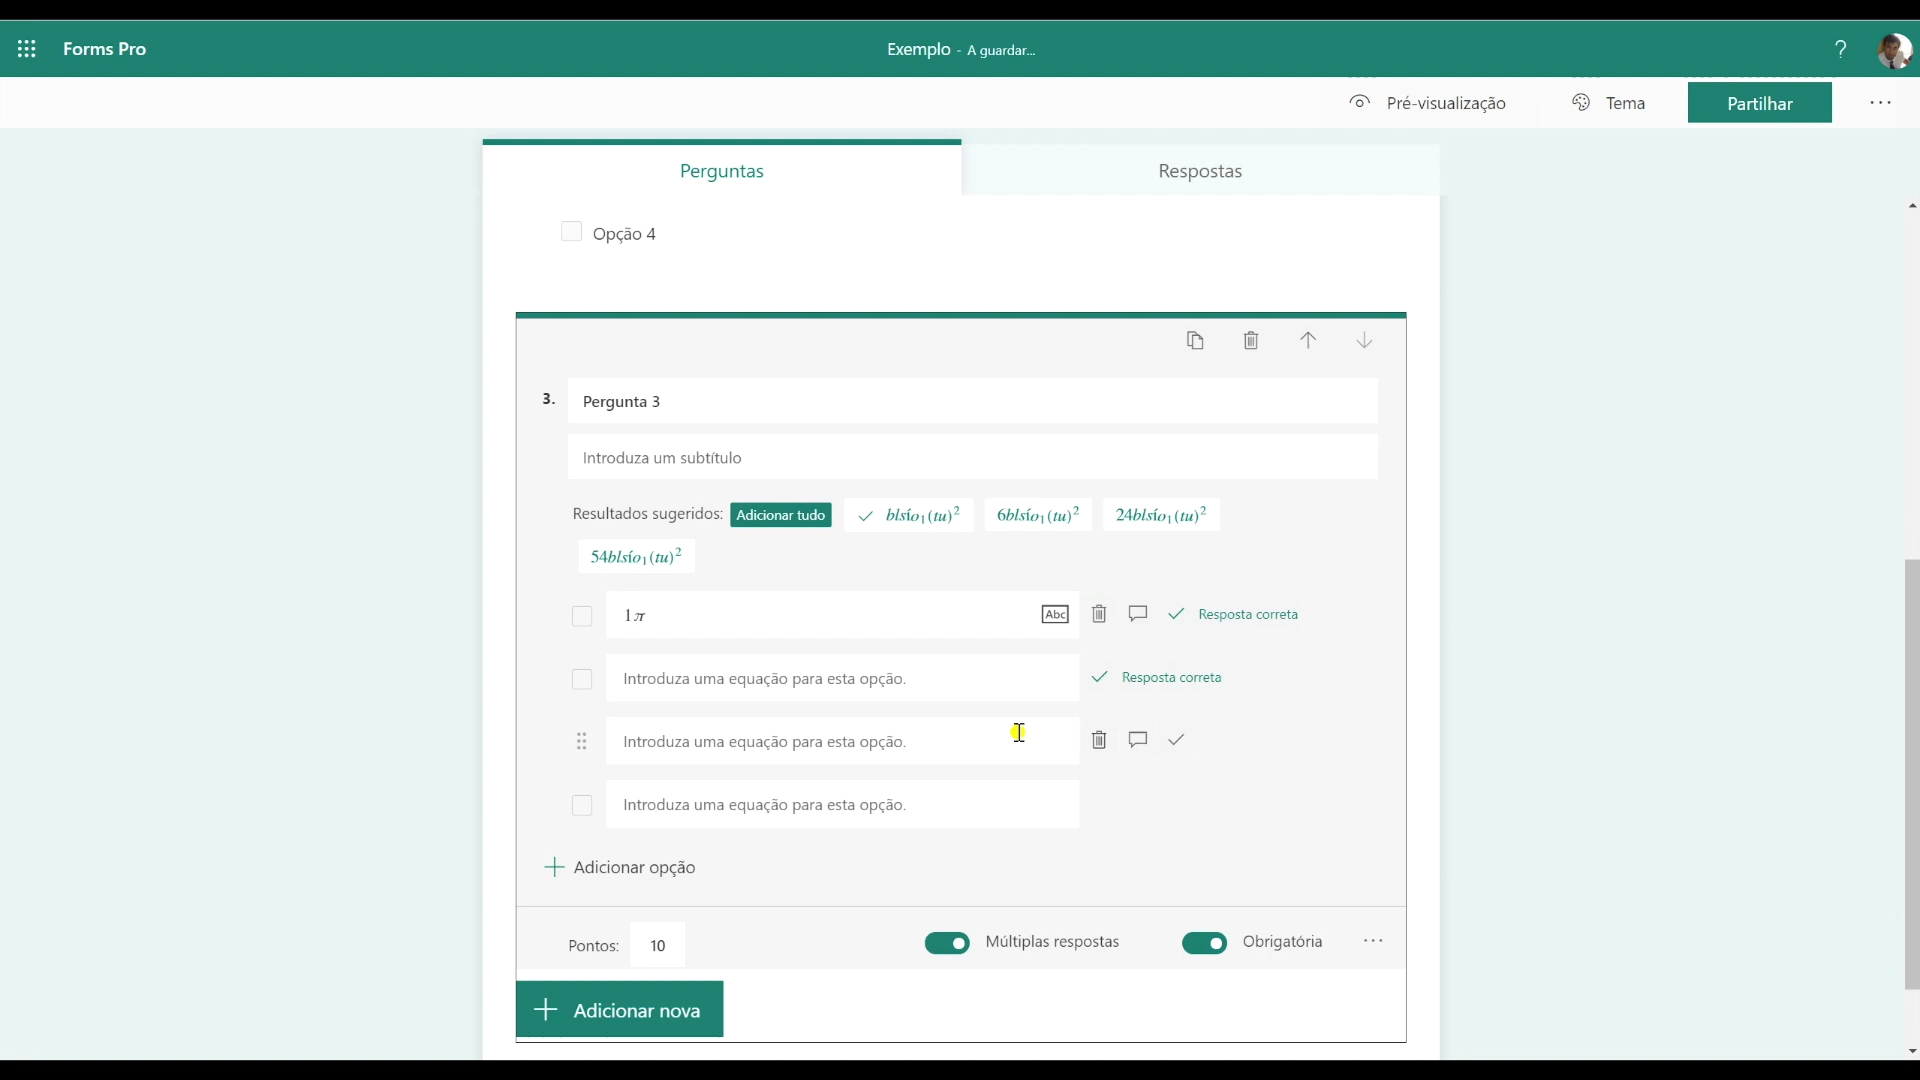 Forms Pro
Exemplo - A guardar...
?
Pré-visualização
Tema
Partilhar
Perguntas
Respostas
Opção 4
3. Pergunta 3
Introduza um subtítulo
Resultados sugeridos: Adicionar tudo blsío₁(tu)² 6blsío₁(tu)² 24blsío₁(tu)²
54blsío₁(tu)²
1π Abc Resposta correta
Introduza uma equação para esta opção. Resposta correta
Introduza uma equação para esta opção.
Introduza uma equação para esta opção.
Adicionar opção
Pontos: 10 Múltiplas respostas Obrigatória
Adicionar nova